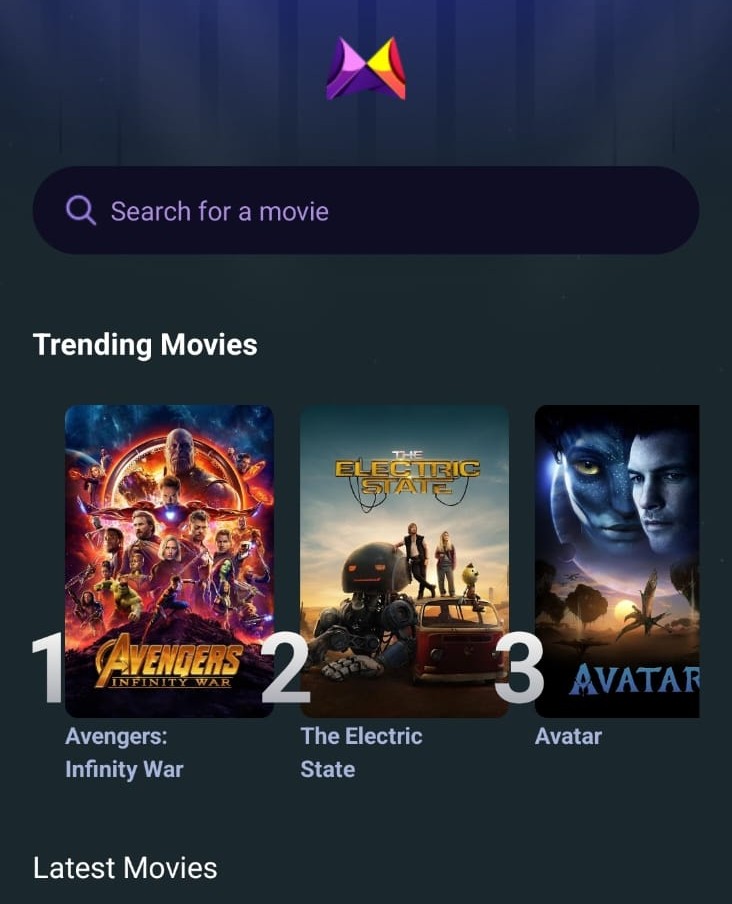 Search for a movie
Trending Movies
AVENGERS
INFINITY WAR
THE
ELECTRIC
STATE
AVATAR
1
2
3
Avengers:
Infinity War
The Electric
State
Avatar
Latest Movies